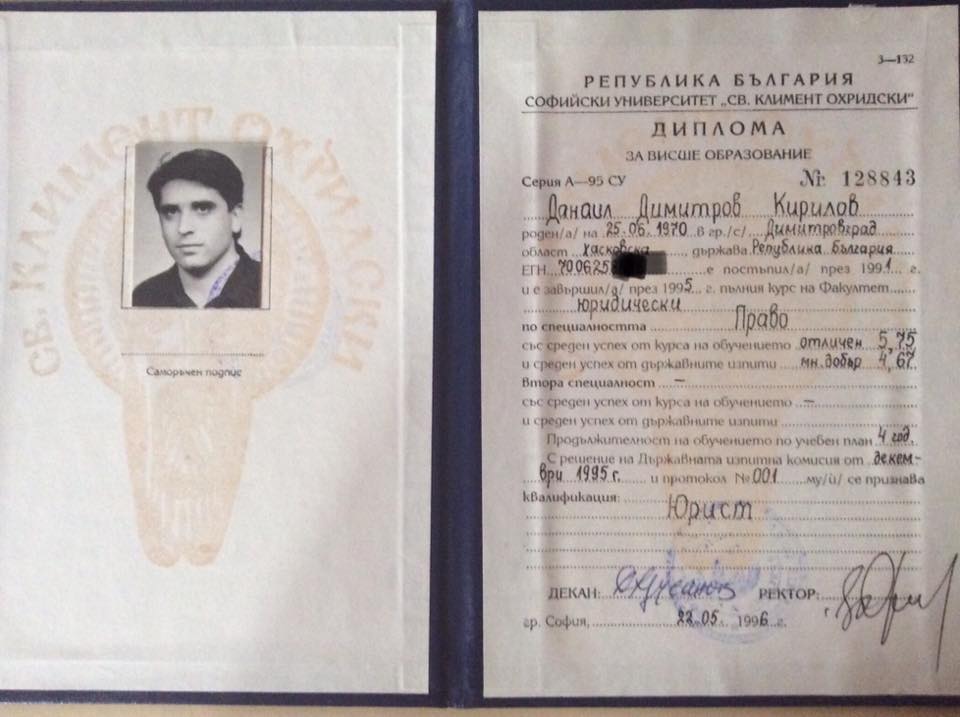 СВ. КЛИМЕНТ ОХРИДСКИ
Саморъчен подпис
3—132
РЕПУБЛИКА БЪЛГАРИЯ
СОФИЙСКИ УНИВЕРСИТЕТ „СВ. КЛИМЕНТ ОХРИДСКИ"
ДИПЛОМА
ЗА ВИСШЕ ОБРАЗОВАНИЕ
Серия А—95 СУ № 128843
Данаил Димитров Кирилов
роден/а/ на 25.06.1970 в гр./с/ Димитровград
област Хасковска, държава Република България
ЕГН 700625 е постъпил/а/ през 1991 г.
и е завършил/а/ през 1995 г. пълния курс на Факултет
юридически
по специалността Право
със среден успех от курса на обучението отличен 5,75
и среден успех от държавните изпити мн.добър 4,67
Втора специалност —
със среден успех от курса на обучението —
и среден успех от държавните изпити
Продължителност на обучението по учебен план 4 год.
С решение на Държавната изпитна комисия от декем-
ври 1995 г. и протокол № 001 му/ѝ/ се признава
квалификация:
Юрист
ДЕКАН: РЕКТОР:
гр. София, 22.05. 1996 г.